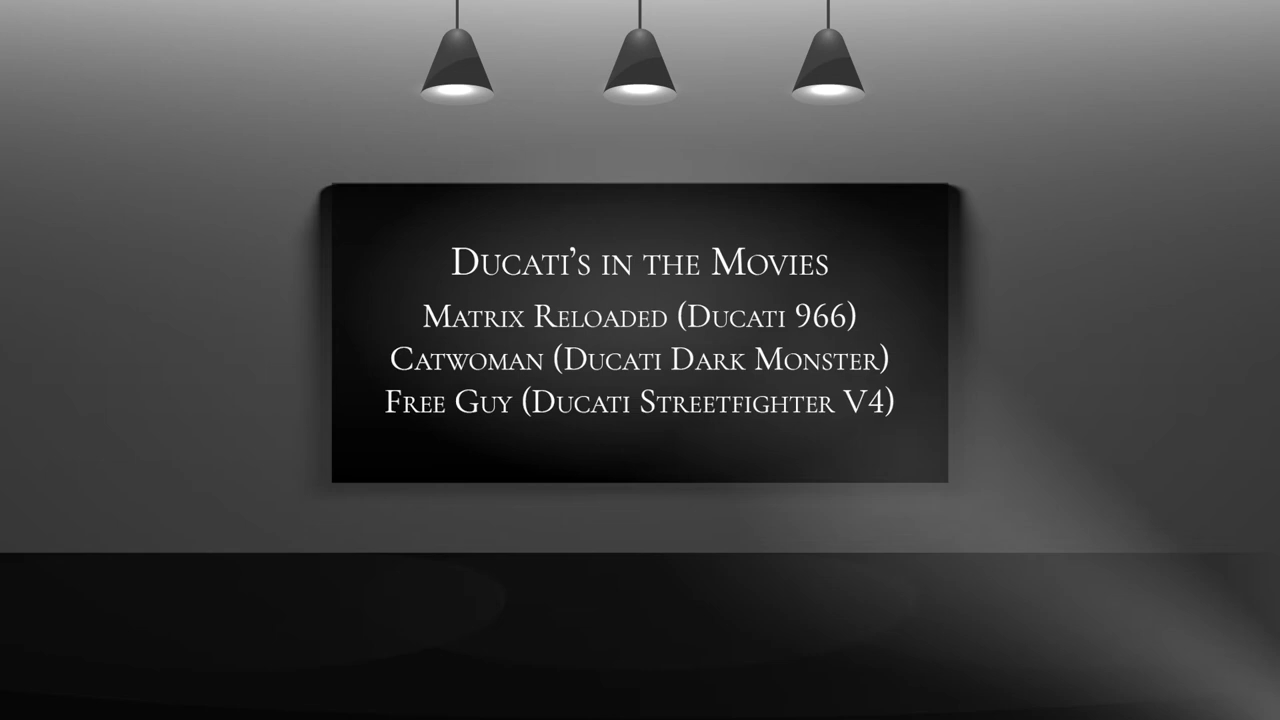 Ducati's in the Movies
Matrix Reloaded (Ducati 966)
Catwoman (Ducati Dark Monster)
Free Guy (Ducati Streetfighter V4)